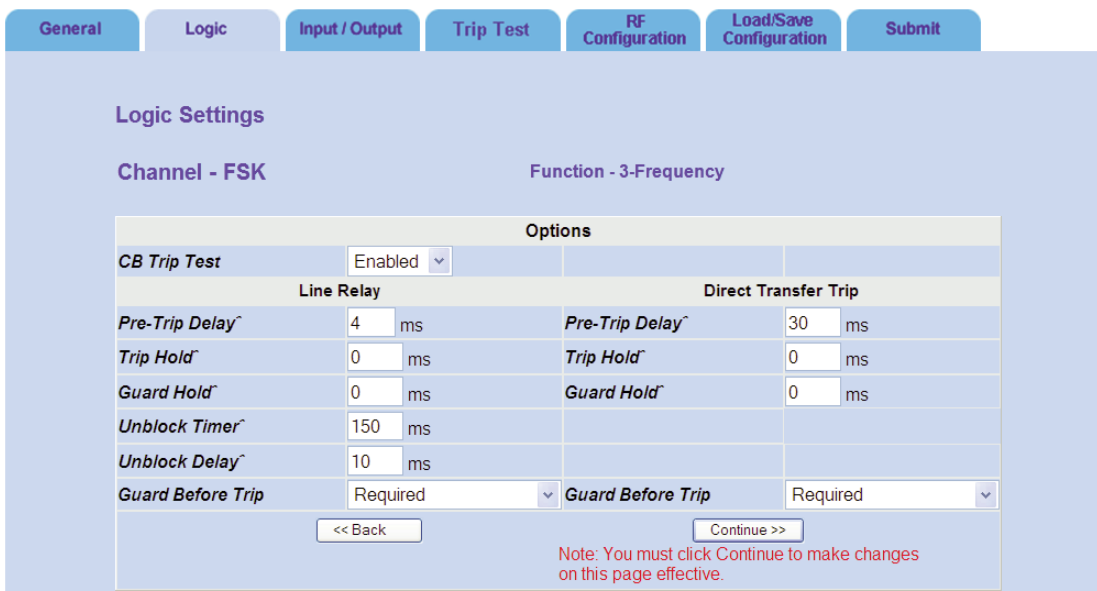 General
Logic
Input / Output
Trip Test
RF
Configuration
Load/Save
Configuration
Submit
Logic Settings
Channel - FSK
Function - 3-Frequency
Options
CB Trip Test Enabled
Line Relay Direct Transfer Trip
Pre-Trip Delay^ 4 ms Pre-Trip Delay^ 30 ms
Trip Hold^ 0 ms Trip Hold^ 0 ms
Guard Hold^ 0 ms Guard Hold^ 0 ms
Unblock Timer^ 150 ms
Unblock Delay^ 10 ms
Guard Before Trip Required Guard Before Trip Required
<< Back Continue >>
Note: You must click Continue to make changes
on this page effective.